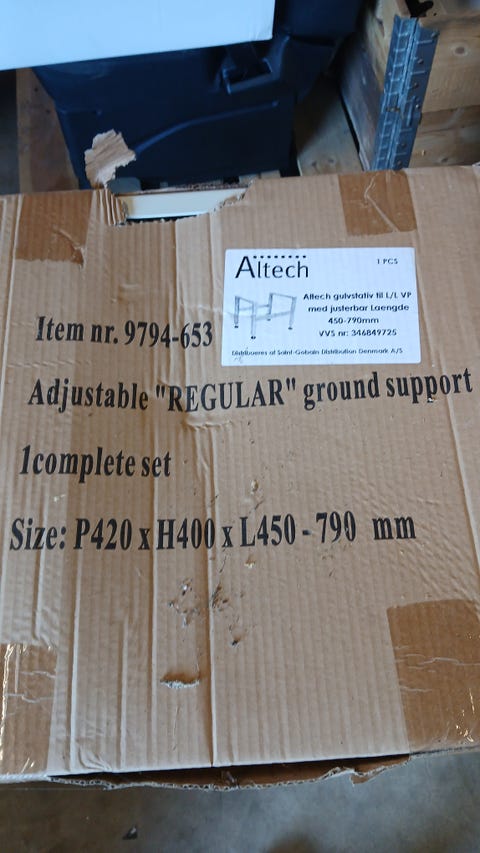 Altech
1 PCS
Altech gulvstativ til L/L VP
med justerbar Laengde
450-790mm
VVS nr: 346849725
Distribueres af Saint-Gobain Distribution Denmark A/S
Item nr. 9794-653
Adjustable "REGULAR" ground support
1complete set
Size: P420 x H400 x L450 - 790 mm